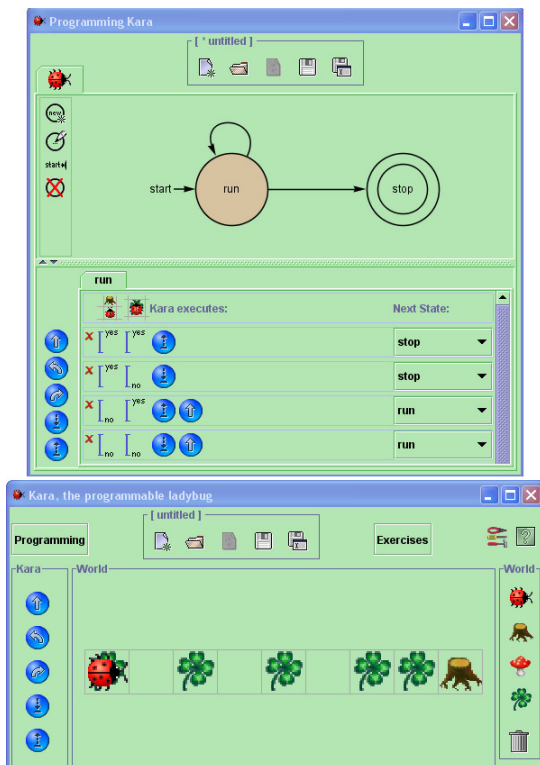 Programming Kara
[ * untitled ]
new
start
start run stop
run
Kara executes: Next State:
yes yes stop
yes no stop
no yes run
no no run
Kara, the programmable ladybug
[ untitled ]
Programming Exercises
Kara World World